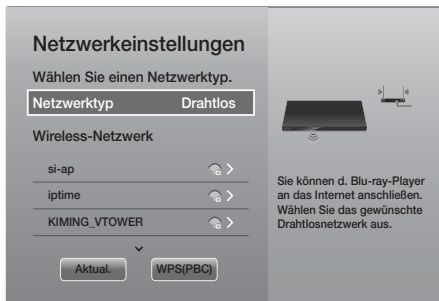 Netzwerkeinstellungen
Wählen Sie einen Netzwerktyp.
Netzwerktyp Drahtlos
Wireless-Netzwerk
si-ap
iptime
KIMING_VTOWER
Aktual. WPS(PBC)
Sie können d. Blu-ray-Player
an das Internet anschließen.
Wählen Sie das gewünschte
Drahtlosnetzwerk aus.